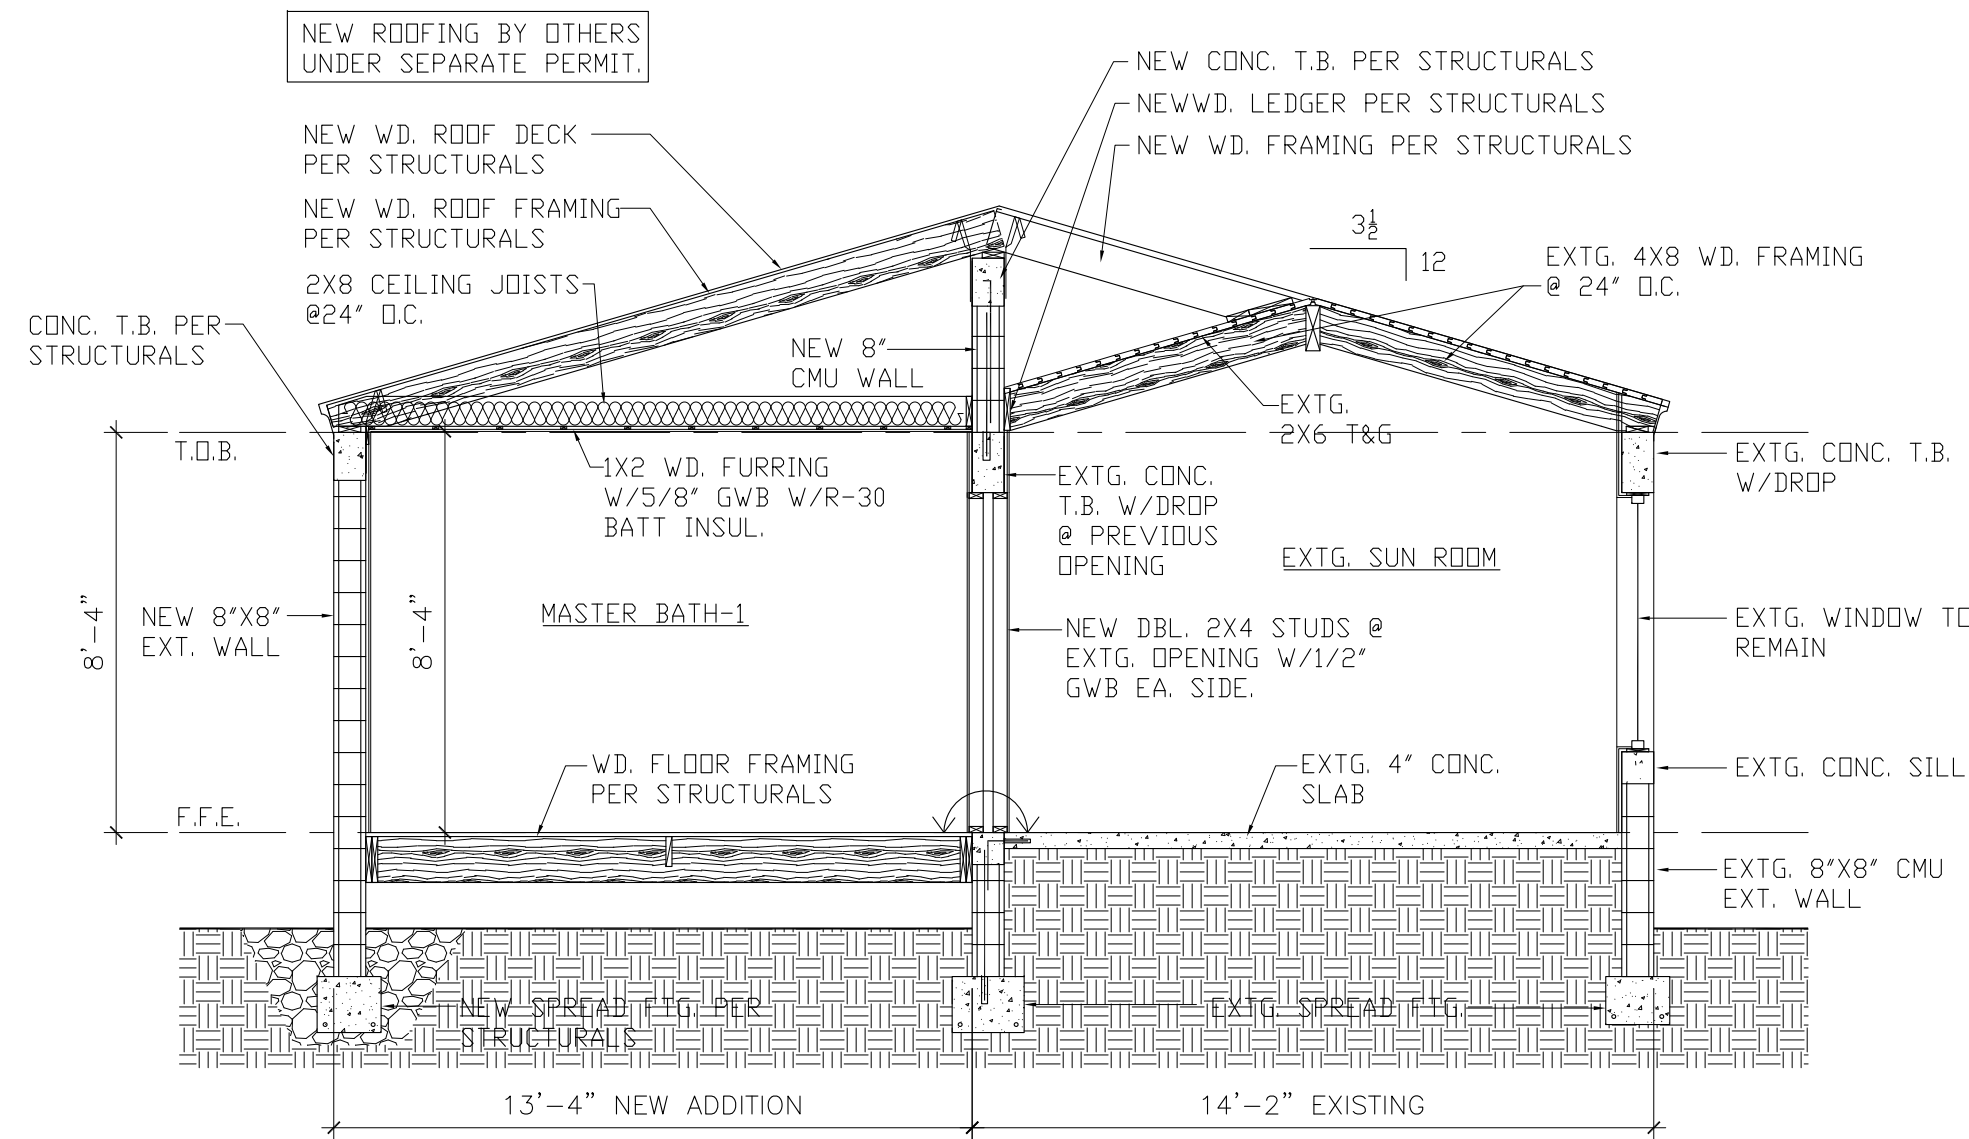 NEW ROOFING BY OTHERS
UNDER SEPARATE PERMIT.
NEW CONC. T.B. PER STRUCTURALS
NEWWD. LEDGER PER STRUCTURALS
NEW WD. FRAMING PER STRUCTURALS
NEW WD. ROOF DECK
PER STRUCTURALS
NEW WD. ROOF FRAMING
PER STRUCTURALS
2X8 CEILING JOISTS
@24" O.C.
CONC. T.B. PER
STRUCTURALS
3½
12
EXTG. 4X8 WD. FRAMING
@ 24" O.C.
NEW 8"
CMU WALL
EXTG.
2X6 T&G
T.O.B.
1X2 WD. FURRING
W/5/8" GWB W/R-30
BATT INSUL.
EXTG. CONC.
T.B. W/DROP
@ PREVIOUS
OPENING
EXTG. CONC. T.B.
W/DROP
EXTG. SUN ROOM
MASTER BATH-1
8'-4"
NEW 8"X8"
EXT. WALL
8'-4"
NEW DBL. 2X4 STUDS @
EXTG. OPENING W/1/2"
GWB EA. SIDE.
EXTG. WINDOW TO
REMAIN
WD. FLOOR FRAMING
PER STRUCTURALS
EXTG. 4" CONC.
SLAB
EXTG. CONC. SILL
F.F.E.
EXTG. 8"X8" CMU
EXT. WALL
NEW SPREAD FTG. PER
STRUCTURALS
EXTG. SPREAD FTG.
13'-4" NEW ADDITION
14'-2" EXISTING